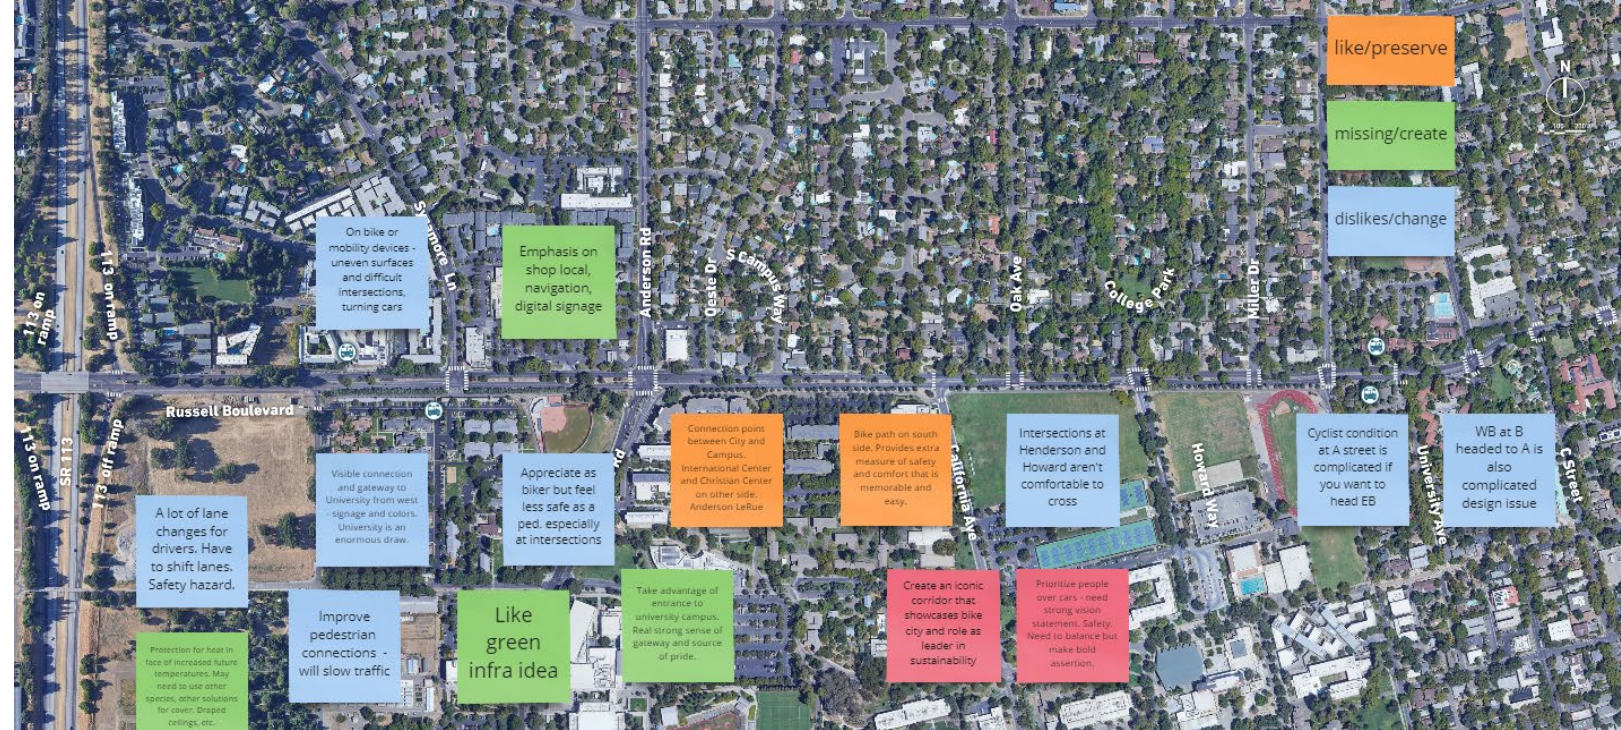 like/preserve
N
missing/create
dislikes/change
Sycamore Ln
Anderson Rd
Oeste Dr
S Campus Way
Oak Ave
College Park
Miller Dr
113 on
ramp
113 on ramp
On bike or
mobility devices -
uneven surfaces
and difficult
intersections,
turning cars
Emphasis on
shop local,
navigation,
digital signage
Russell Boulevard
113 on ramp
SR 113
113 off ramp
Rd
California Ave
Howard Way
University Ave
C Street
A lot of lane
changes for
drivers. Have
to shift lanes.
Safety hazard.
Visible connection
and gateway to
University from west
- signage and colors.
University is an
enormous draw.
Appreciate as
biker but feel
less safe as a
ped. especially
at intersections
Connection point
between City and
Campus.
International Center
and Christian Center
on other side.
Anderson LeRue
Bike path on south
side. Provides extra
measure of safety
and comfort that is
memorable and
easy.
Intersections at
Henderson and
Howard aren't
comfortable to
cross
Cyclist condition
at A street is
complicated if
you want to
head EB
WB at B
headed to A is
also
complicated
design issue
Protection for heat in
face of increased future
temperatures. May
need to use other
species, other solutions
for cover. Draped
ceilings, etc.
Improve
pedestrian
connections -
will slow traffic
Like
green
infra idea
Take advantage of
entrance to
university campus.
Real strong sense of
gateway and source
of pride.
Create an iconic
corridor that
showcases bike
city and role as
leader in
sustainability
Prioritize people
over cars - need
strong vision
statement. Safety.
Need to balance but
make bold
assertion.